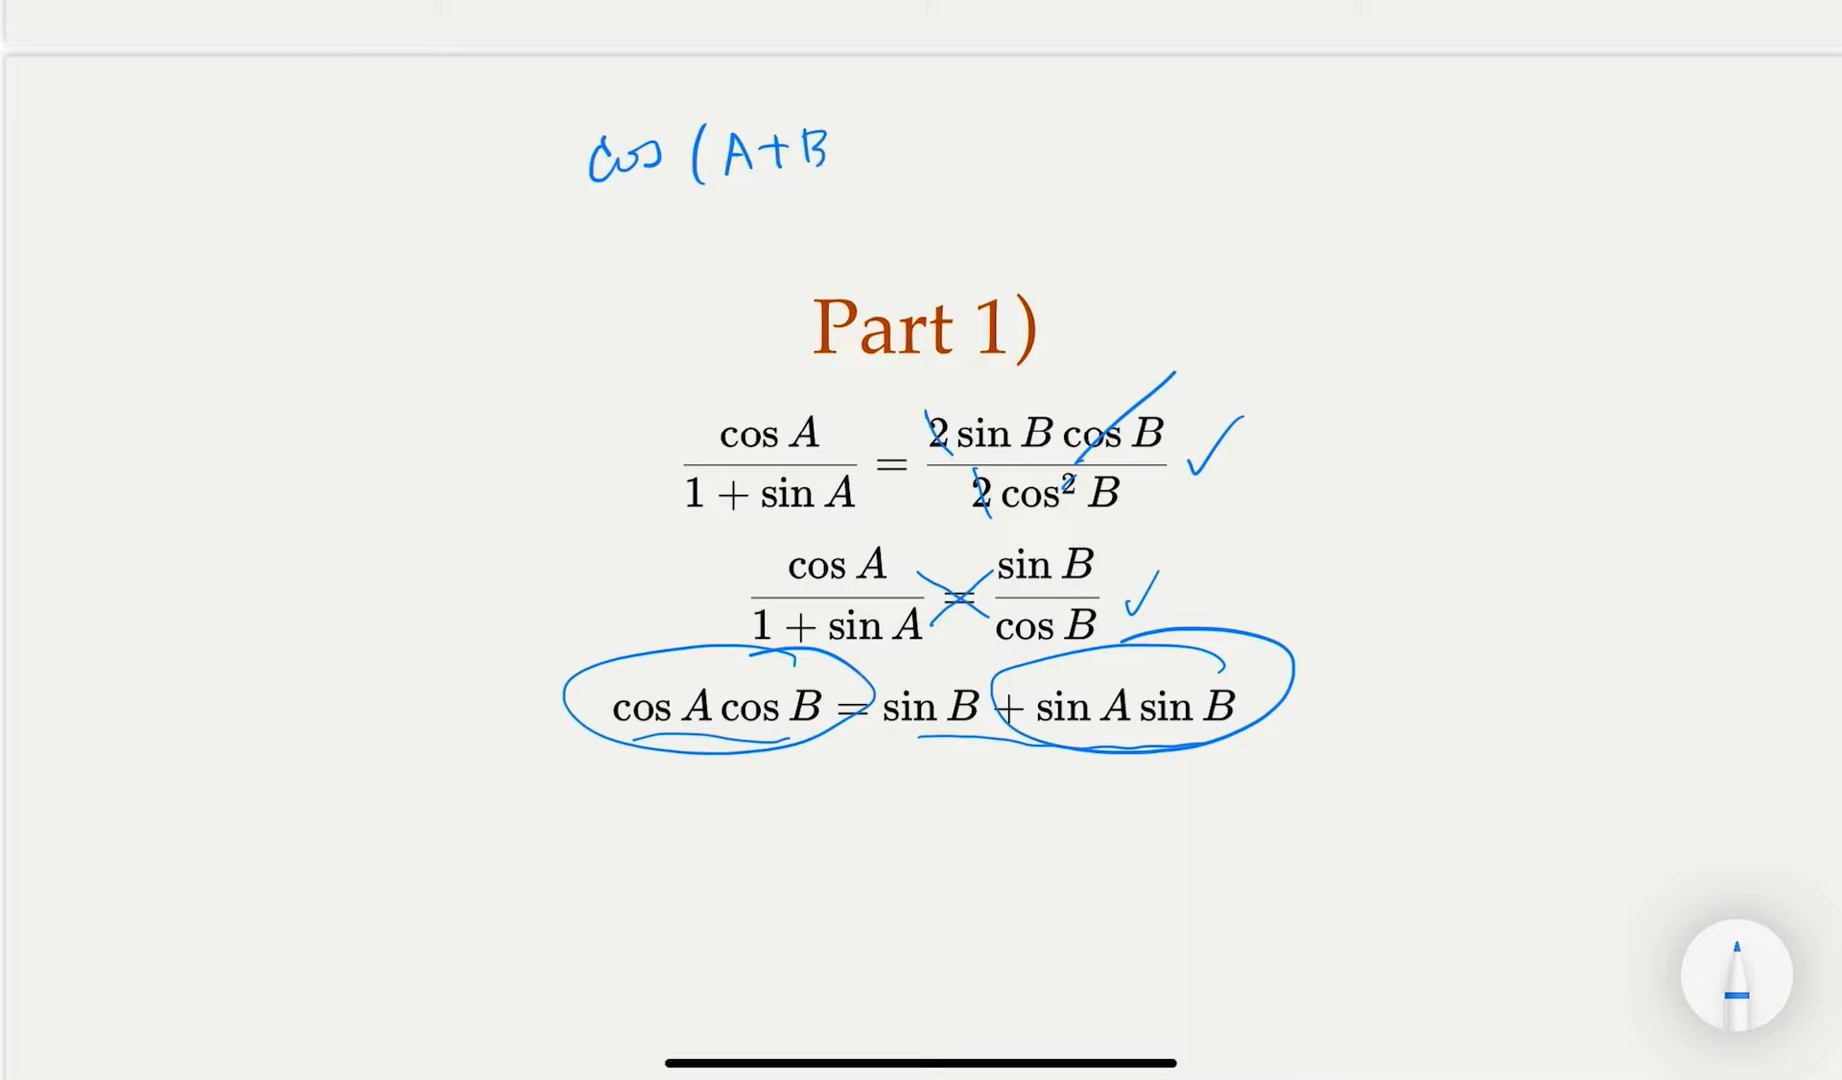 cos (A+B
Part 1)
cos A / 1 + sin A = 2 sin B cos B / 2 cos² B
cos A / 1 + sin A = sin B / cos B
cos A cos B = sin B + sin A sin B